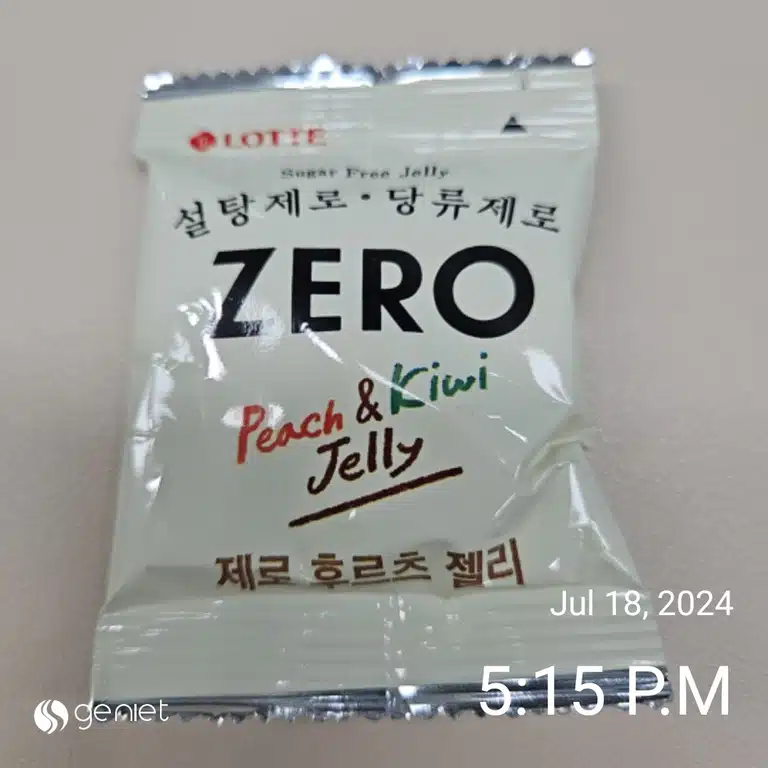 LOTTE
Sugar Free Jelly
설탕제로·당류제로
ZERO
Peach & Kiwi
Jelly
제로 후르츠 젤리
Jul 18, 2024
5:15 P.M
geniet